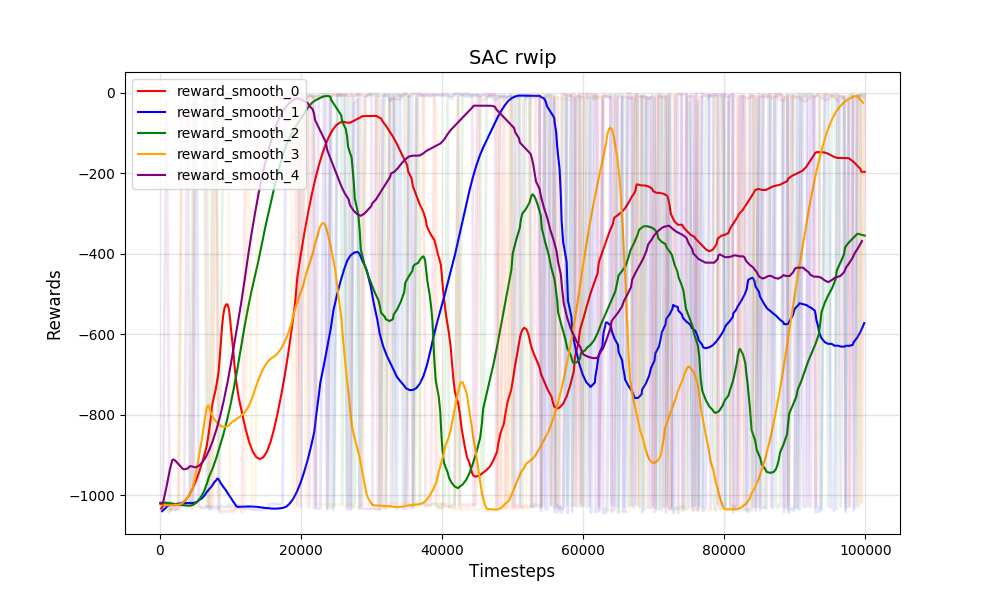 SAC rwip
reward_smooth_0
reward_smooth_1
reward_smooth_2
reward_smooth_3
reward_smooth_4
Rewards
0
−200
−400
−600
−800
−1000
0 20000 40000 60000 80000 100000
Timesteps